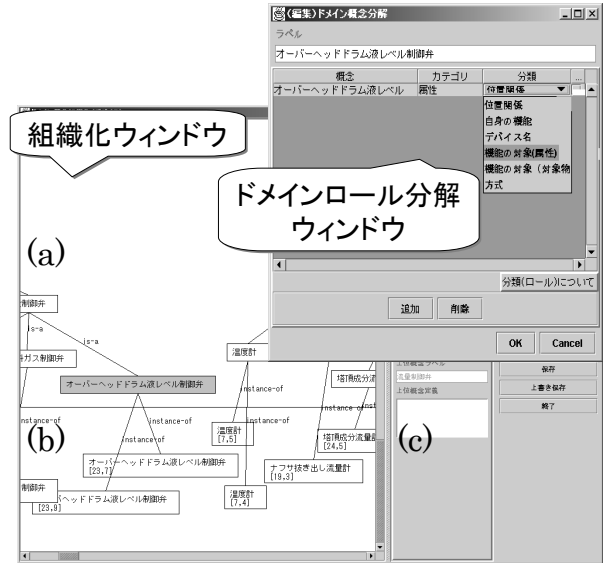 (編集)ドメイン概念分解
ラベル
オーバーヘッドドラム液レベル制御弁
概念 カテゴリ 分類 ...
オーバーヘッドドラム液レベル 属性 位置関係
位置関係
自身の機能
デバイス名
機能の対象(属性)
機能の対象（対象物
方式
分類(ロール)について
追加 削除
OK Cancel
組織化ウィンドウ
ドメインロール分解
ウィンドウ
(a)
制御弁
is-a
is-a
ガス制御弁
オーバーヘッドドラム液レベル制御弁
温度計
塔頂成分流
instance-of
instance-of
instance-of
instance-of
instance-of
(b)
温度計
[7,5]
塔頂成分流量計
[24,5]
オーバーヘッドドラム液レベル制御弁
[23,7]
ナフサ抜き出し流量計
[19,3]
制御弁
ヘッドドラム液レベル制御弁
[23,9]
温度計
[7,4]
上位概念ラベル
流量制御弁
上位概念定義
(c)
保存
上書き保存
終了